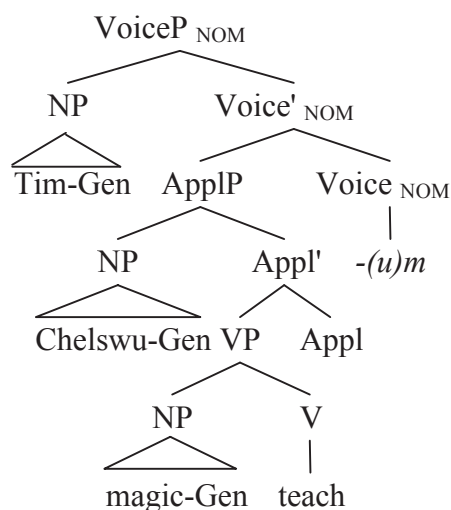 VoiceP NOM
NP Voice' NOM
Tim-Gen ApplP Voice NOM
NP Appl' -(u)m
Chelswu-Gen VP Appl
NP V
magic-Gen teach